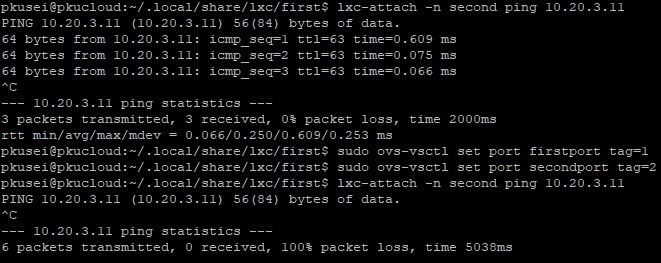 pkusei@pkucloud:~/.local/share/lxc/first$ lxc-attach -n second ping 10.20.3.11
PING 10.20.3.11 (10.20.3.11) 56(84) bytes of data.
64 bytes from 10.20.3.11: icmp_seq=1 ttl=63 time=0.609 ms
64 bytes from 10.20.3.11: icmp_seq=2 ttl=63 time=0.075 ms
64 bytes from 10.20.3.11: icmp_seq=3 ttl=63 time=0.066 ms
^C
--- 10.20.3.11 ping statistics ---
3 packets transmitted, 3 received, 0% packet loss, time 2000ms
rtt min/avg/max/mdev = 0.066/0.250/0.609/0.253 ms
pkusei@pkucloud:~/.local/share/lxc/first$ sudo ovs-vsctl set port firstport tag=1
pkusei@pkucloud:~/.local/share/lxc/first$ sudo ovs-vsctl set port secondport tag=2
pkusei@pkucloud:~/.local/share/lxc/first$ lxc-attach -n second ping 10.20.3.11
PING 10.20.3.11 (10.20.3.11) 56(84) bytes of data.
^C
--- 10.20.3.11 ping statistics ---
6 packets transmitted, 0 received, 100% packet loss, time 5038ms